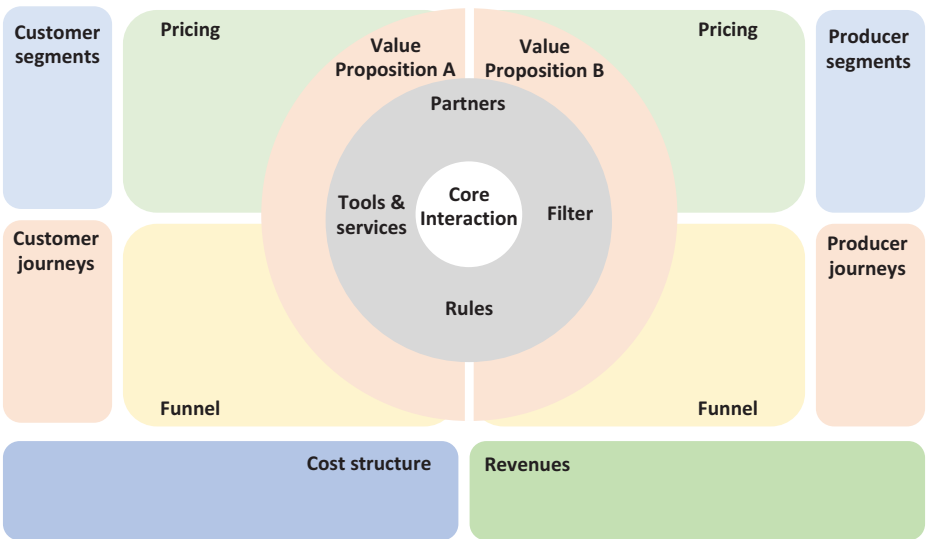 Customer
segments
Pricing
Value
Proposition A
Value
Proposition B
Pricing
Producer
segments
Partners
Tools &
services
Core
Interaction
Filter
Rules
Customer
journeys
Producer
journeys
Funnel
Funnel
Cost structure
Revenues